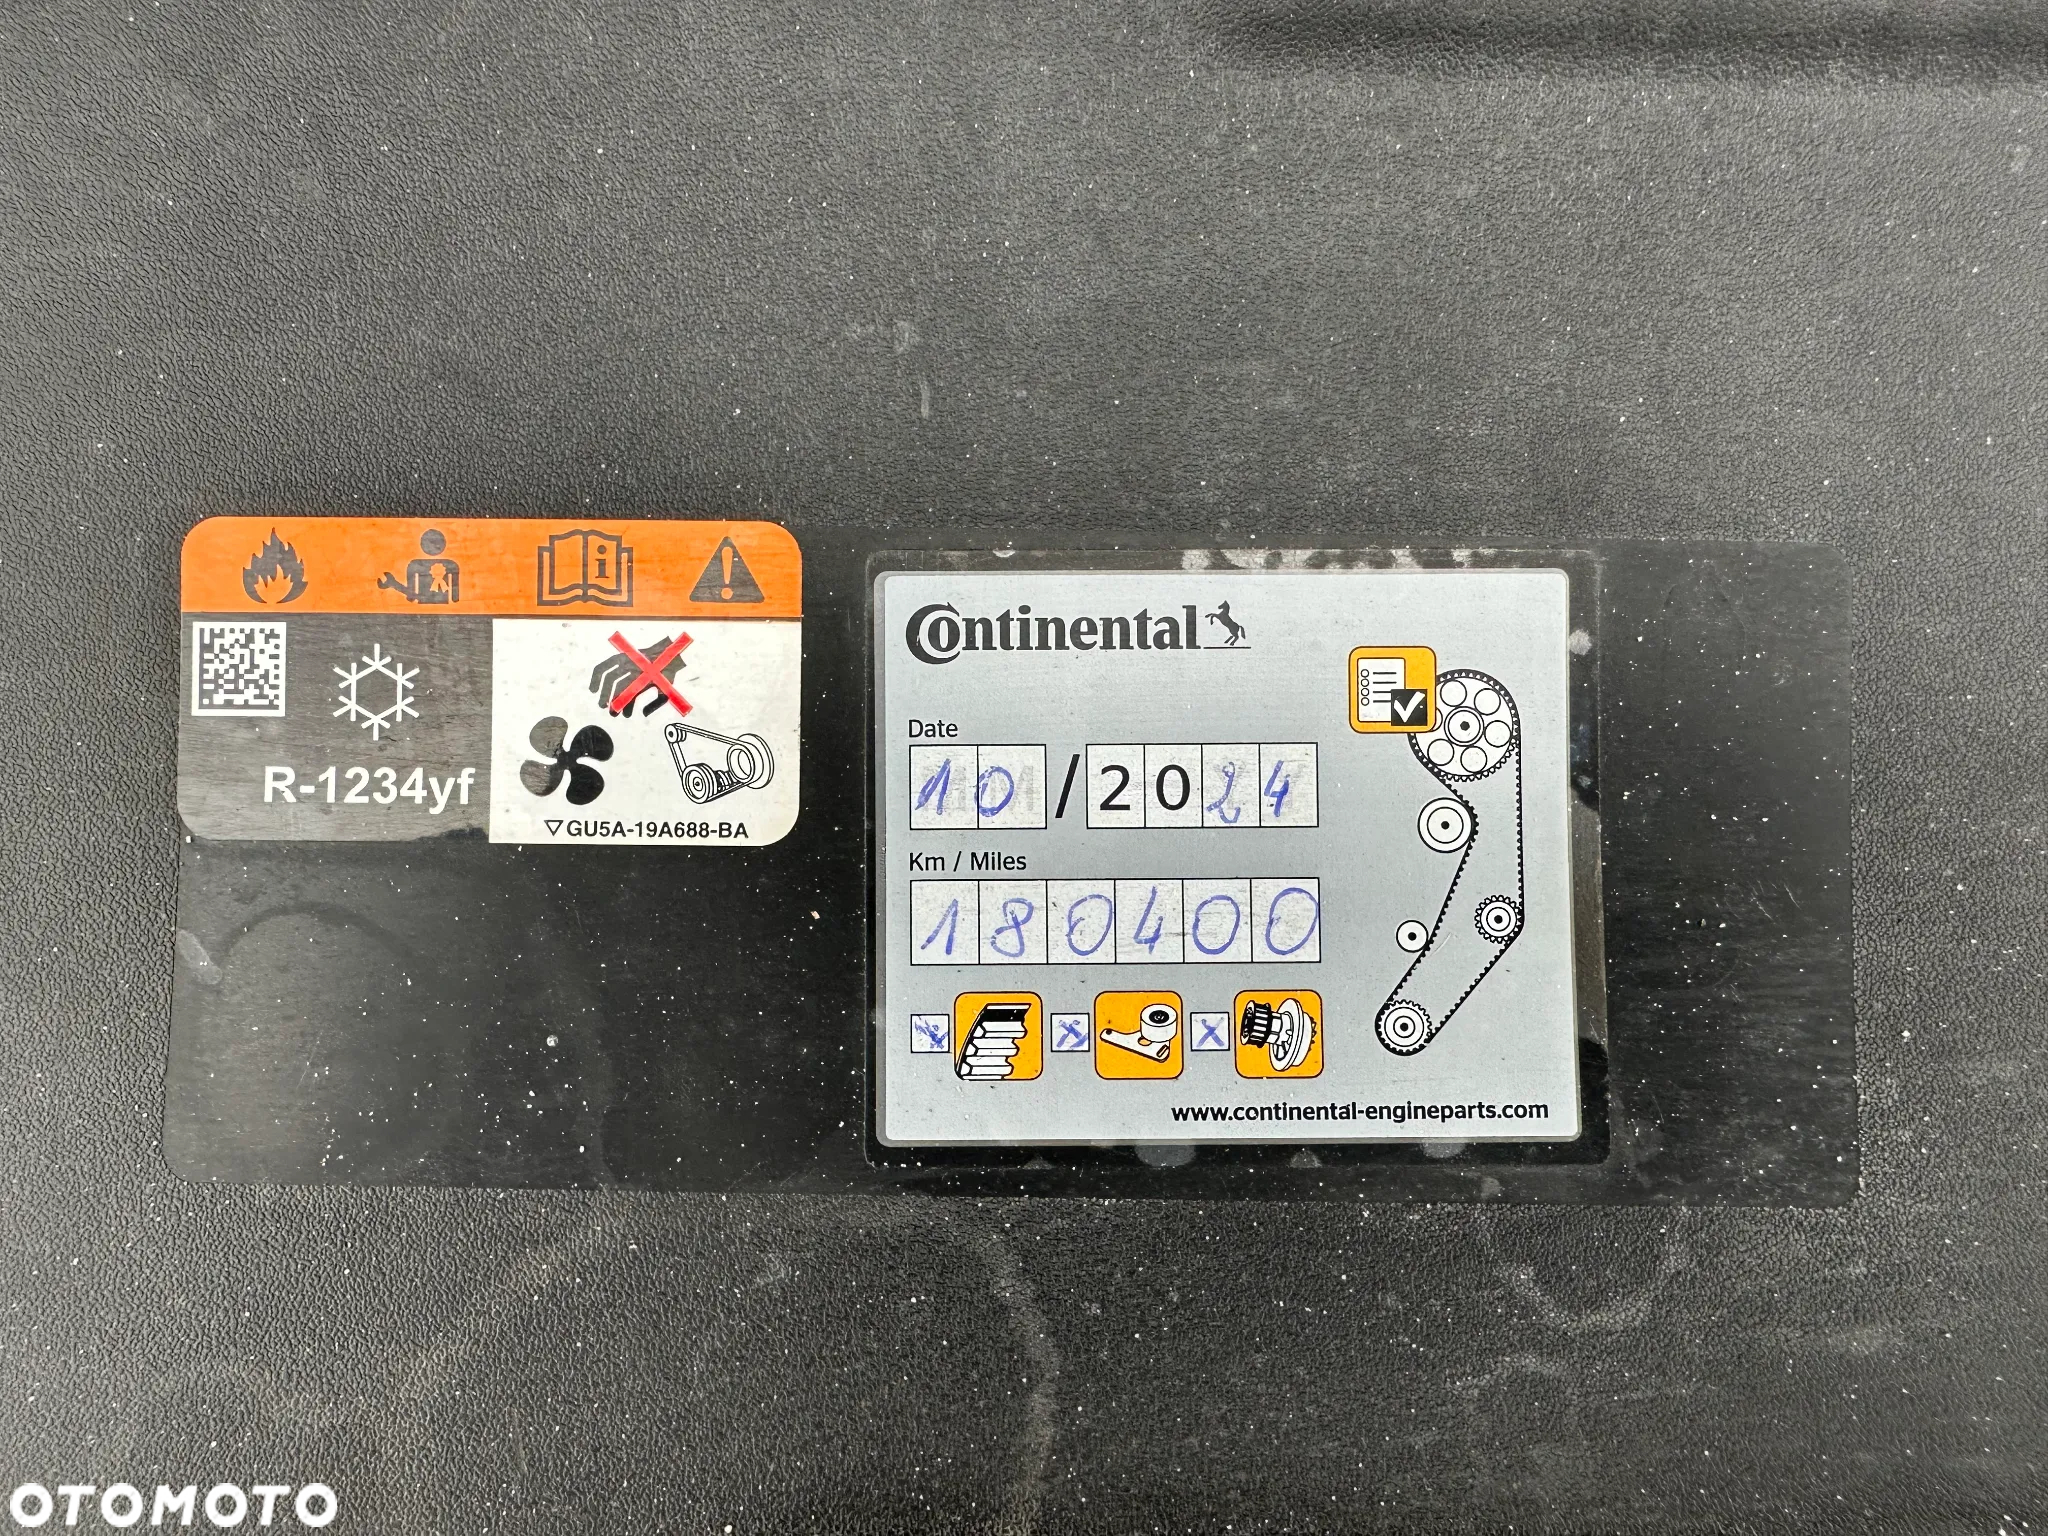 R-1234yf
GU5A-19A688-BA
Continental
Date
10/2024
Km / Miles
180400
www.continental-engineparts.com
OTOMOTO